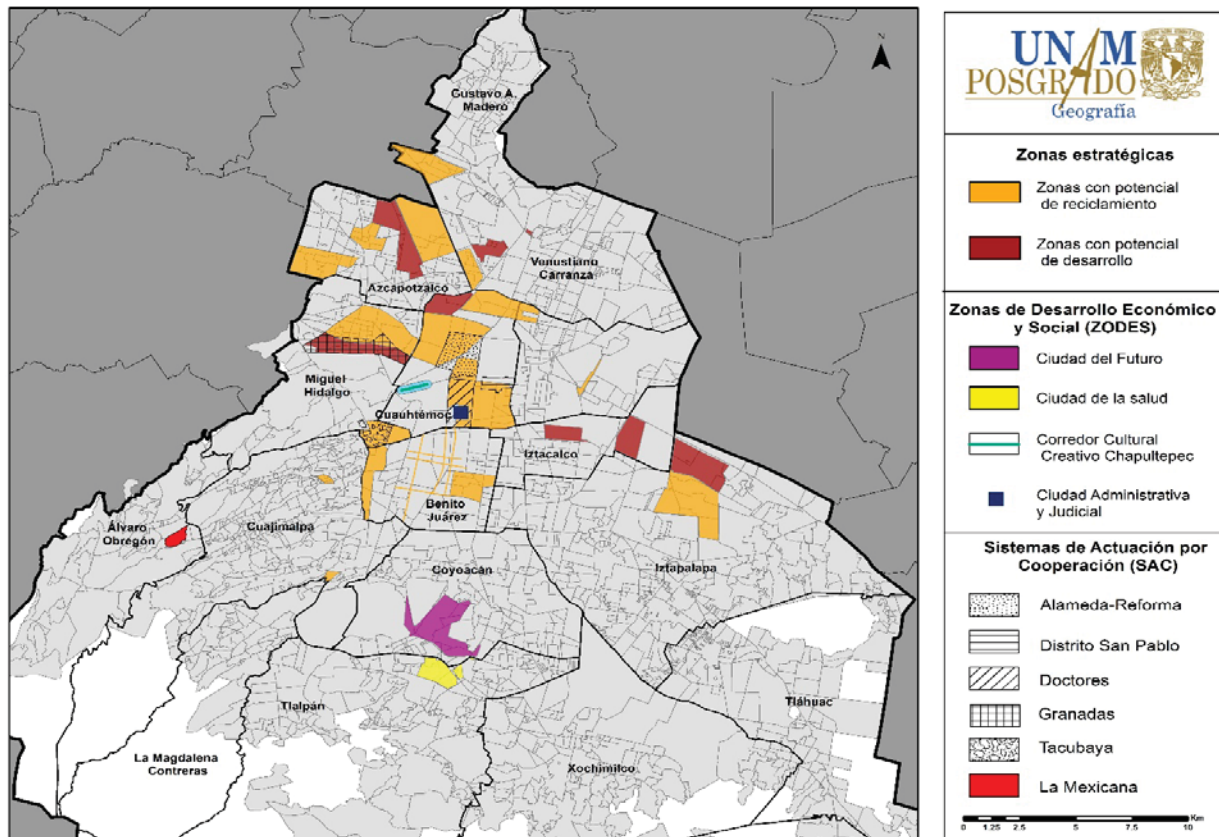 N
Gustavo A.
Madero
Venustiano
Carranza
Azcapotzalco
Miguel
Hidalgo
Cuauhtémoc
Iztacalco
Benito
Juárez
Álvaro
Obregón
Cuajimalpa
Coyoacán
Iztapalapa
Tlalpán
Tláhuac
La Magdalena
Contreras
Xochimilco
UNAM
POSGRADO
Geografía
Zonas estratégicas
Zonas con potencial
de reciclamiento
Zonas con potencial
de desarrollo
Zonas de Desarrollo Económico
y Social (ZODES)
Ciudad del Futuro
Ciudad de la salud
Corredor Cultural
Creativo Chapultepec
Ciudad Administrativa
y Judicial
Sistemas de Actuación por
Cooperación (SAC)
Alameda-Reforma
Distrito San Pablo
Doctores
Granadas
Tacubaya
La Mexicana
Km
0 1.25 2.5 5 7.5 10